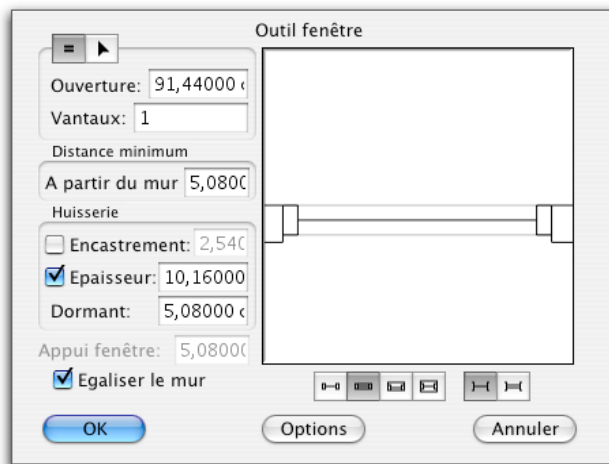 Outil fenêtre
Ouverture: 91,44000 c
Vantaux: 1
Distance minimum
A partir du mur 5,0800
Huisserie
Encastrement: 2,540
Epaisseur: 10,16000
Dormant: 5,08000 c
Appui fenêtre: 5,0800
Egaliser le mur
OK
Options
Annuler